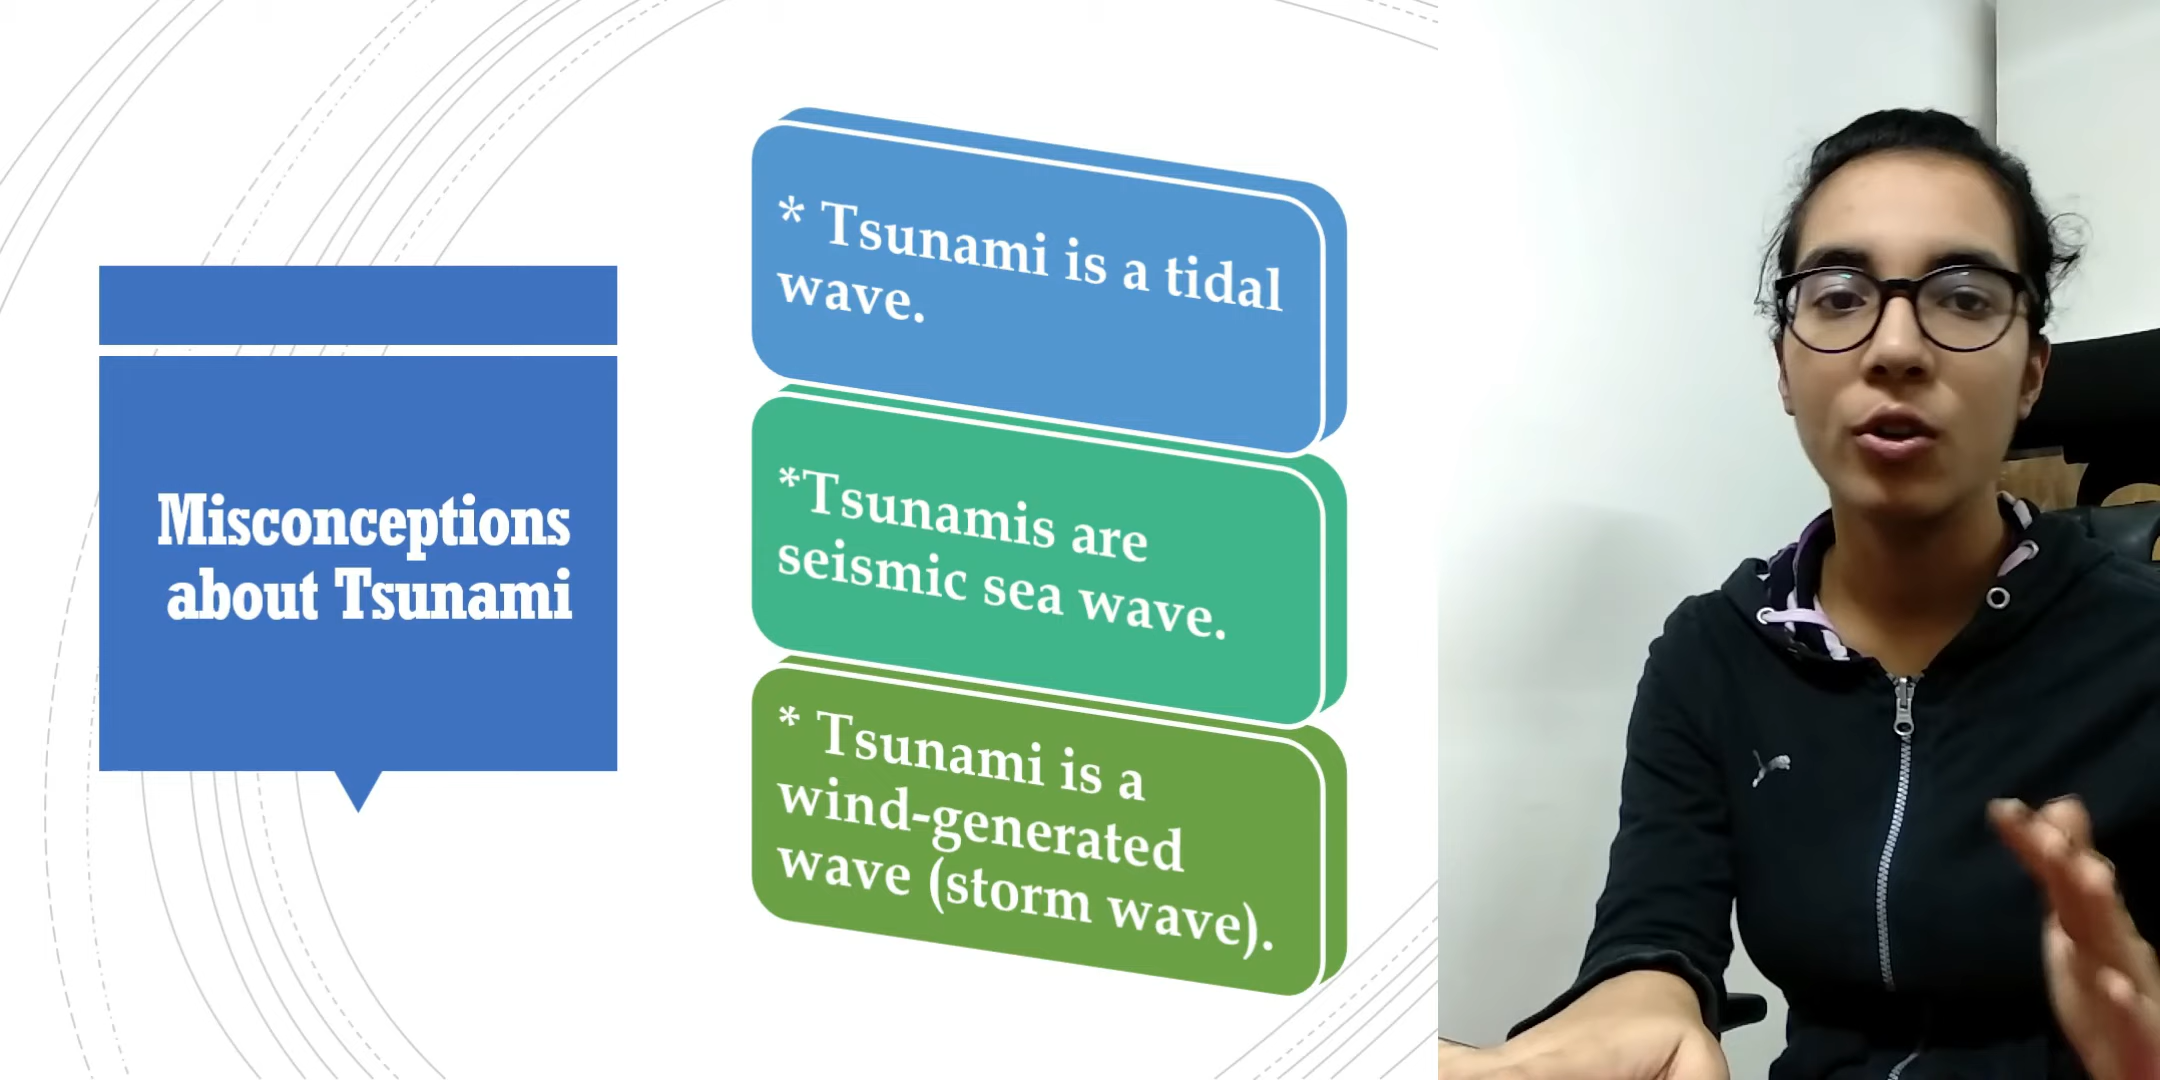 Misconceptions
about Tsunami
* Tsunami is a tidal
wave.
*Tsunamis are
seismic sea wave.
* Tsunami is a
wind-generated
wave (storm wave).